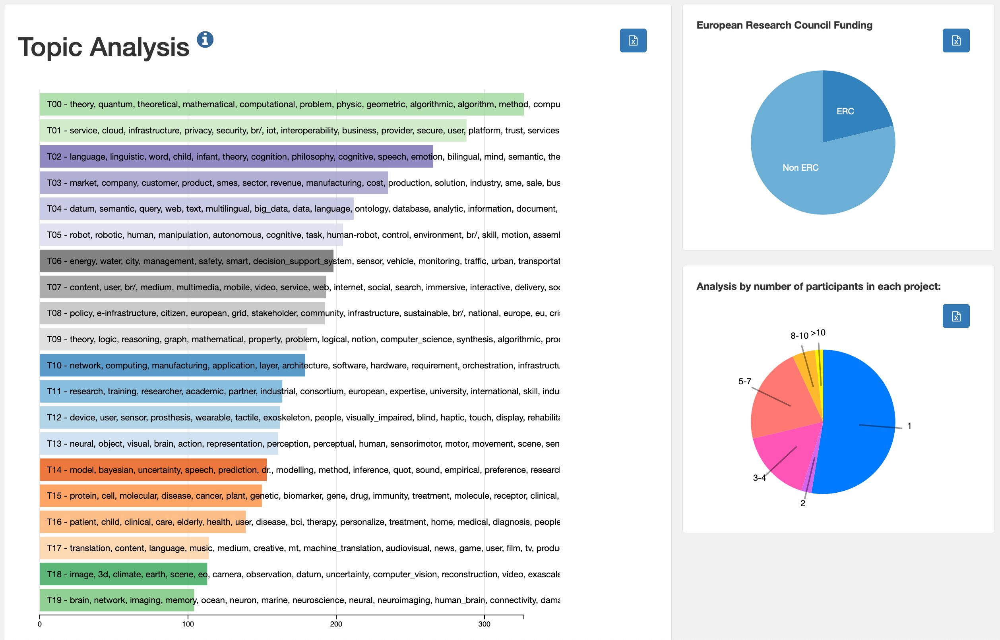 Topic Analysis
T00 - theory, quantum, theoretical, mathematical, computational, problem, physic, geometric, algorithmic, algorithm, method, compu
T01 - service, cloud, infrastructure, privacy, security, br/, iot, interoperability, business, provider, secure, user, platform, trust, services
T02 - language, linguistic, word, child, infant, theory, cognition, philosophy, cognitive, speech, emotion, bilingual, mind, semantic, the
T03 - market, company, customer, product, smes, sector, revenue, manufacturing, cost, production, solution, industry, sme, sale, bus
T04 - datum, semantic, query, web, text, multilingual, big_data, data, language, ontology, database, analytic, information, document,
T05 - robot, robotic, human, manipulation, autonomous, cognitive, task, human-robot, control, environment, br/, skill, motion, assem
T06 - energy, water, city, management, safety, smart, decision_support_system, sensor, vehicle, monitoring, traffic, urban, transportat
T07 - content, user, br/, medium, multimedia, mobile, video, service, web, internet, social, search, immersive, interactive, delivery, soc
T08 - policy, e-infrastructure, citizen, european, grid, stakeholder, community, infrastructure, sustainable, br/, national, europe, eu, cris
T09 - theory, logic, reasoning, graph, mathematical, property, problem, logical, notion, computer_science, synthesis, algorithmic, proc
T10 - network, computing, manufacturing, application, layer, architecture, software, hardware, requirement, orchestration, infrastructu
T11 - research, training, researcher, academic, partner, industrial, consortium, european, expertise, university, international, skill, indus
T12 - device, user, sensor, prosthesis, wearable, tactile, exoskeleton, people, visually_impaired, blind, haptic, touch, display, rehabilita
T13 - neural, object, visual, brain, action, representation, perception, perceptual, human, sensorimotor, motor, movement, scene, sen
T14 - model, bayesian, uncertainty, speech, prediction, dr., modelling, method, inference, quot, sound, empirical, preference, research
T15 - protein, cell, molecular, disease, cancer, plant, genetic, biomarker, gene, drug, immunity, treatment, molecule, receptor, clinical,
T16 - patient, child, clinical, care, elderly, health, user, disease, bci, therapy, personalize, treatment, home, medical, diagnosis, people
T17 - translation, content, language, music, medium, creative, mt, machine_translation, audiovisual, news, game, user, film, tv, produ
T18 - image, 3d, climate, earth, scene, eo, camera, observation, datum, uncertainty, computer_vision, reconstruction, video, exascale
T19 - brain, network, imaging, memory, ocean, neuron, marine, neuroscience, neural, neuroimaging, human_brain, connectivity, dama
0 100 200 300
European Research Council Funding
ERC
Non ERC
Analysis by number of participants in each project:
8-10 >10
5-7
1
3-4
2